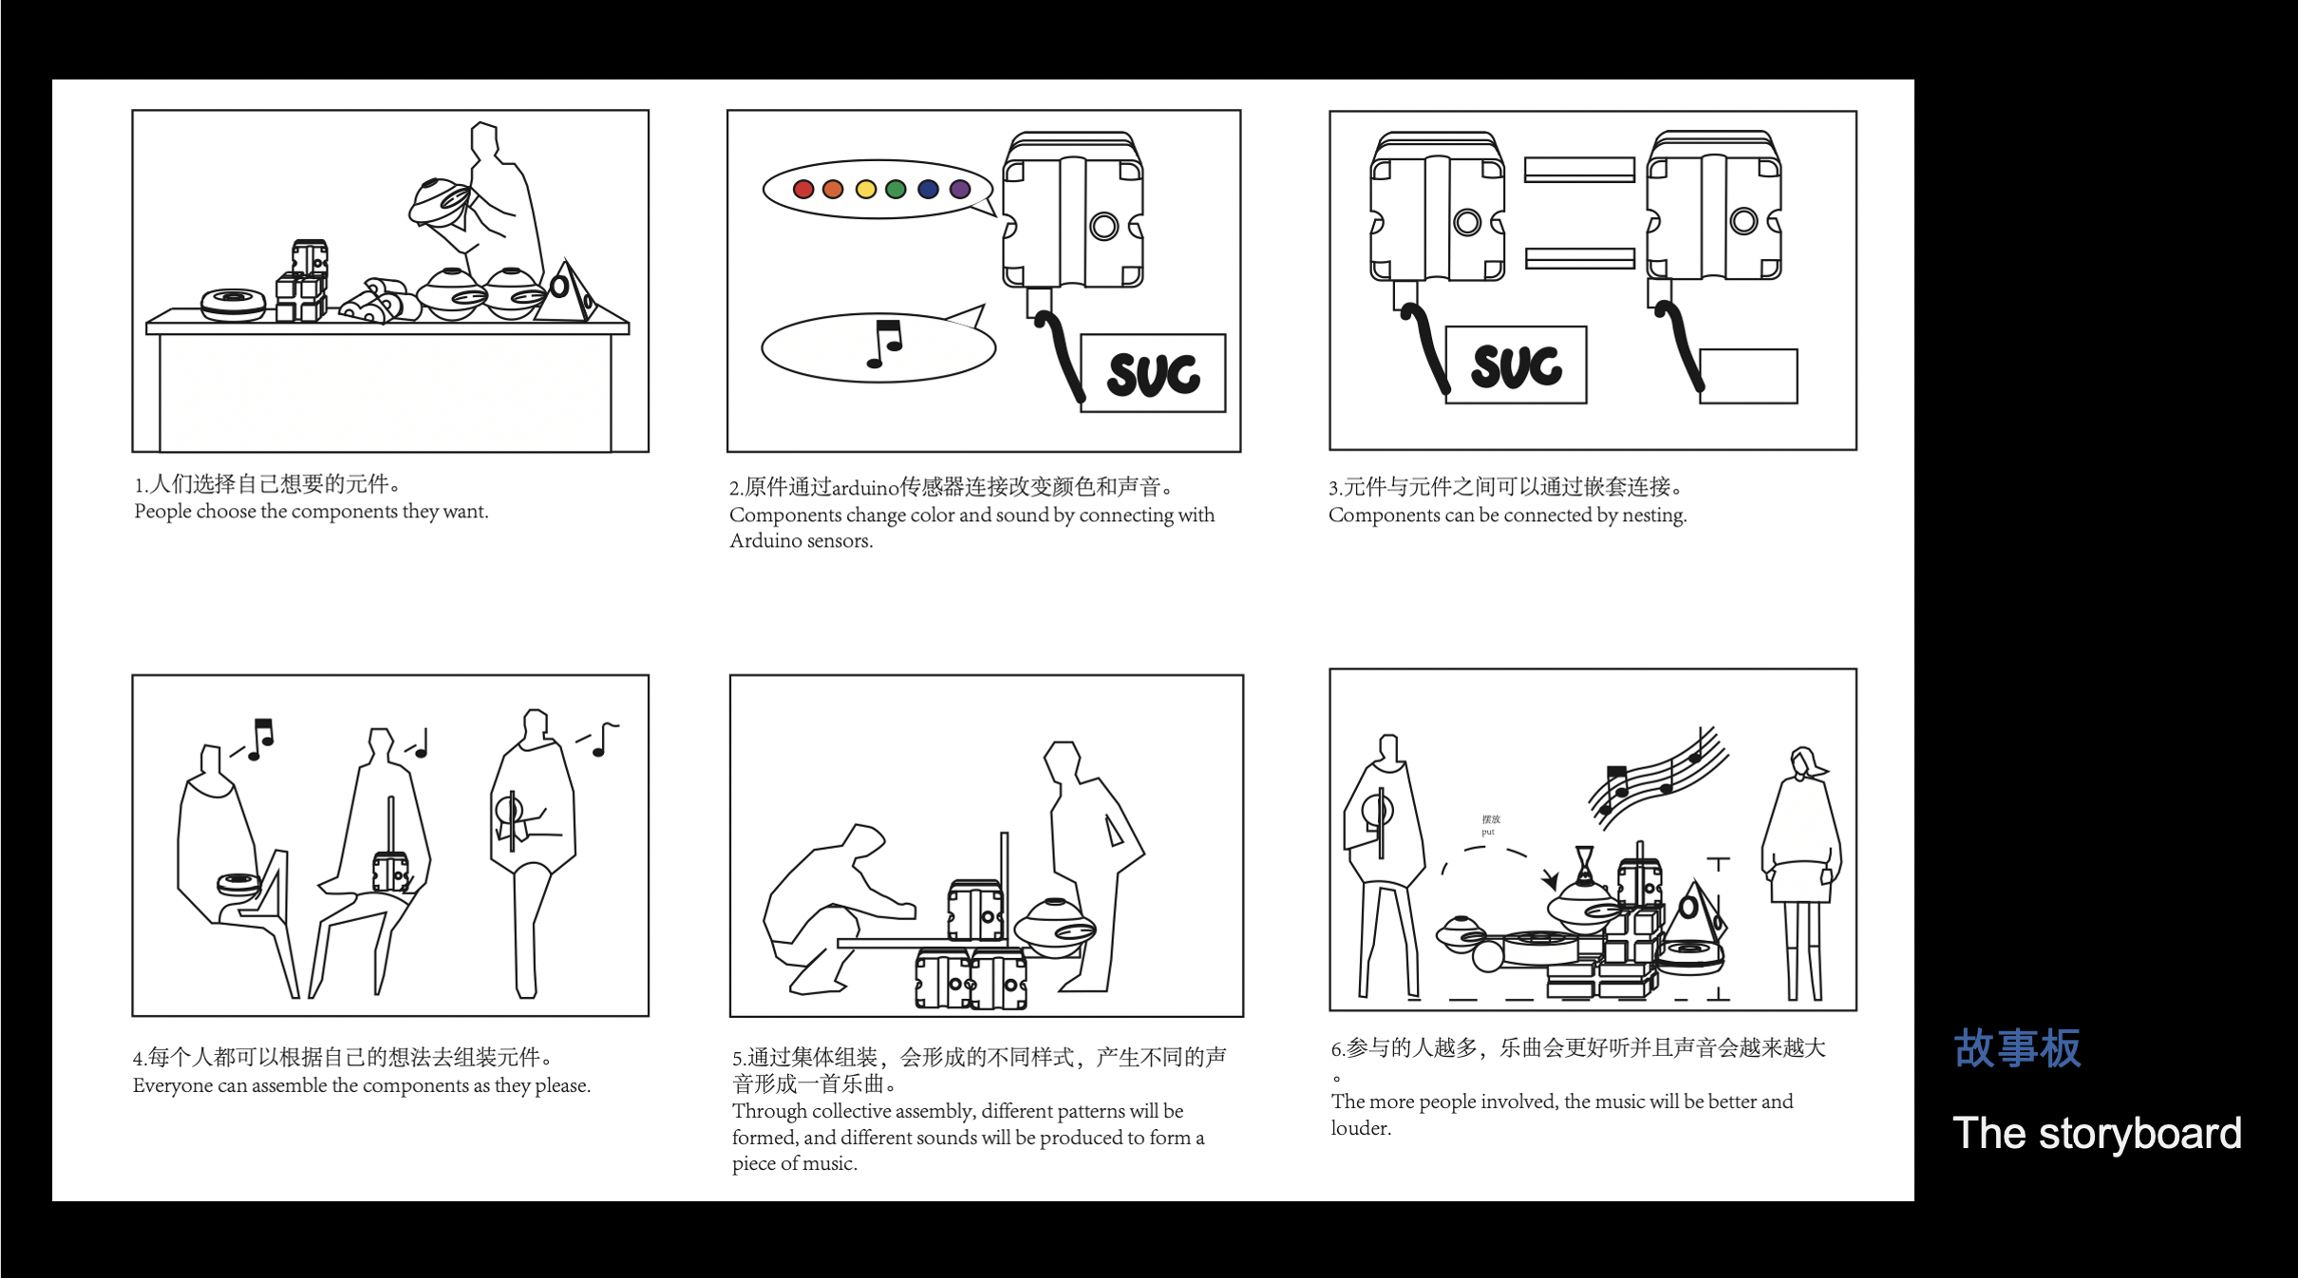 1.人们选择自己想要的元件。
People choose the components they want.
SUC
2.原件通过arduino传感器连接改变颜色和声音。
Components change color and sound by connecting with
Arduino sensors.
SUC
3.元件与元件之间可以通过嵌套连接。
Components can be connected by nesting.
4.每个人都可以根据自己的想法去组装元件。
Everyone can assemble the components as they please.
5.通过集体组装，会形成的不同样式，产生不同的声
音形成一首乐曲。
Through collective assembly, different patterns will be
formed, and different sounds will be produced to form a
piece of music.
摆放
put
6.参与的人越多，乐曲会更好听并且声音会越来越大
。
The more people involved, the music will be better and
louder.
故事板
The storyboard